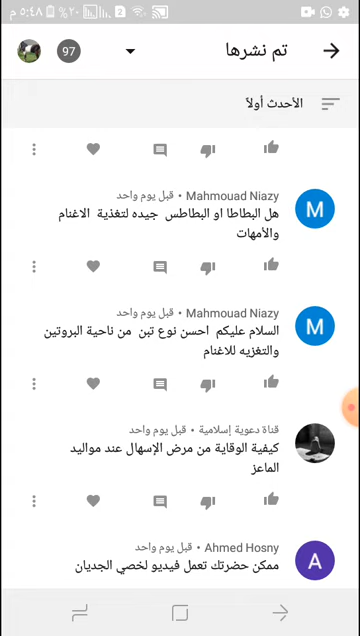 ٥:٤٨ م ٢٠%
تم نشرها
97
الأحدث أولاً
Mahmouad Niazy • قبل يوم واحد
هل البطاطا او البطاطس جيده لتغذية الاغنام
والأمهات
M
Mahmouad Niazy • قبل يوم واحد
السلام عليكم احسن نوع تبن من ناحية البروتين
والتغزيه للاغنام
M
قناة دعوية إسلامية • قبل يوم واحد
كيفية الوقاية من مرض الإسهال عند مواليد
الماعز
Ahmed Hosny • قبل يوم واحد
ممكن حضرتك تعمل فيديو لخصي الجديان
A